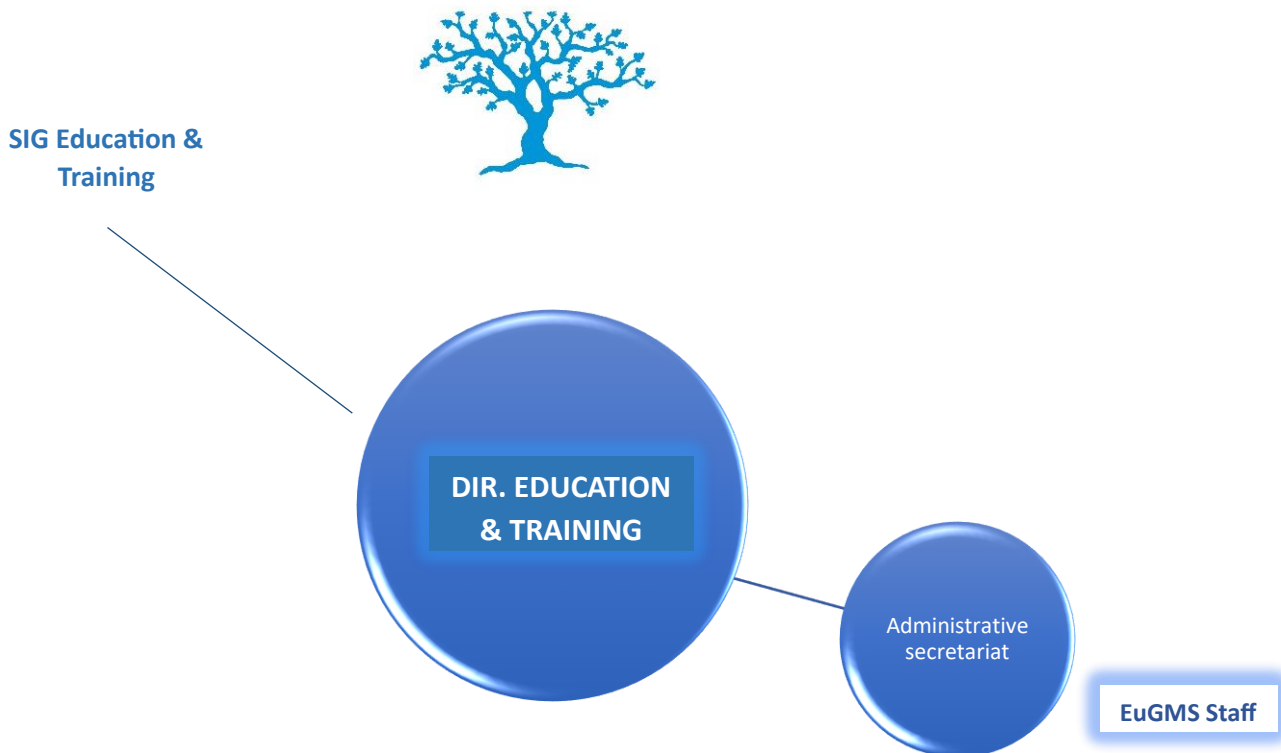 SIG Education &
Training
DIR. EDUCATION
& TRAINING
Administrative
secretariat
EuGMS Staff